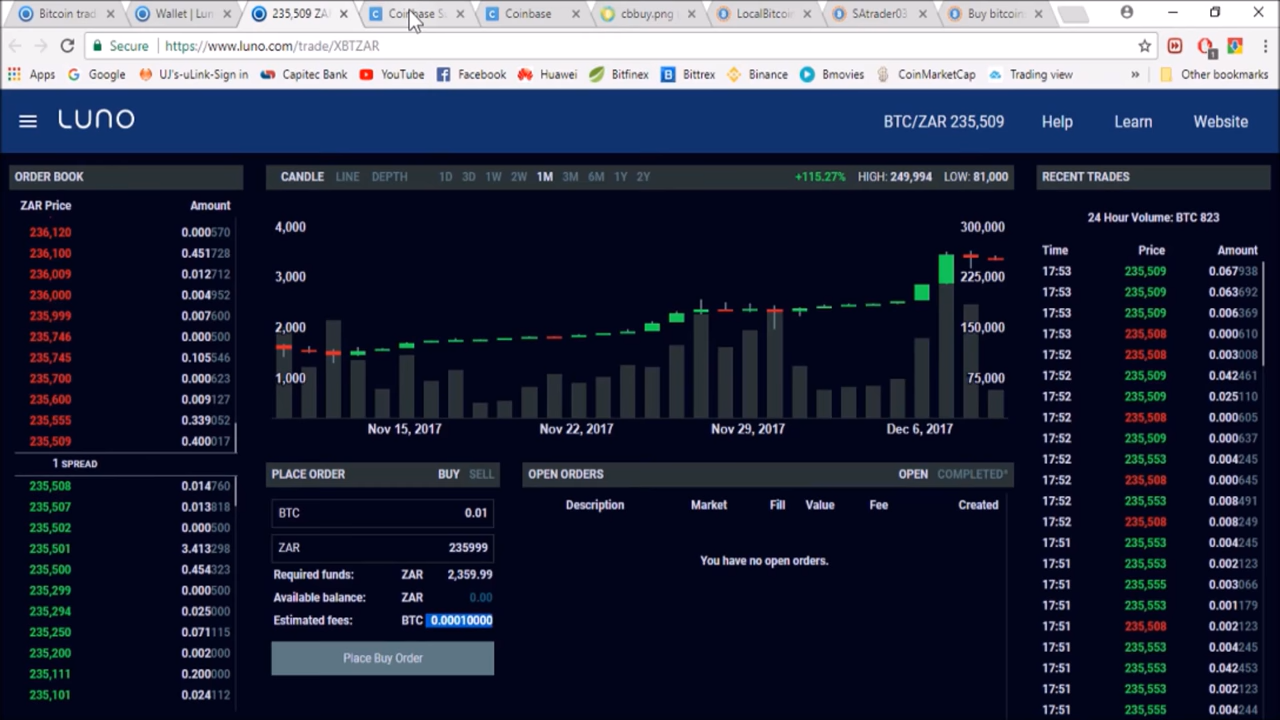 Bitcoin trad
Wallet | Lun
235,509 ZA
Coinbase S
Coinbase
cbbuy.png
LocalBitcoi
SAtrader03
Buy bitcoin
Secure
https://www.luno.com/trade/XBTZAR
Apps
Google
UJ's-uLink-Sign in
Capitec Bank
YouTube
Facebook
Huawei
Bitfinex
Bittrex
Binance
Bmovies
CoinMarketCap
Trading view
»
Other bookmarks
LUNO
BTC/ZAR 235,509
Help
Learn
Website
ORDER BOOK
ZAR Price Amount
236,120 0.000570
236,100 0.451728
236,009 0.012712
236,000 0.004952
235,999 0.007600
235,746 0.000500
235,745 0.105546
235,700 0.000623
235,600 0.009127
235,555 0.339052
235,509 0.400017
1 SPREAD
235,508 0.014760
235,507 0.013818
235,502 0.000500
235,501 3.413298
235,500 0.454323
235,299 0.000500
235,294 0.025000
235,250 0.071115
235,200 0.002000
235,111 0.200000
235,101 0.024112
CANDLE LINE DEPTH 1D 3D 1W 2W 1M 3M 6M 1Y 2Y +115.27% HIGH: 249,994 LOW: 81,000
4,000 300,000
3,000 225,000
2,000 150,000
1,000 75,000
Nov 15, 2017 Nov 22, 2017 Nov 29, 2017 Dec 6, 2017
PLACE ORDER BUY SELL
BTC 0.01
ZAR 235999
Required funds: ZAR 2,359.99
Available balance: ZAR 0.00
Estimated fees: BTC 0.00010000
Place Buy Order
OPEN ORDERS OPEN COMPLETED*
Description Market Fill Value Fee Created
You have no open orders.
RECENT TRADES
24 Hour Volume: BTC 823
Time Price Amount
17:53 235,509 0.067938
17:53 235,509 0.063692
17:53 235,509 0.006369
17:53 235,508 0.000610
17:52 235,508 0.003008
17:52 235,509 0.042461
17:52 235,509 0.025110
17:52 235,508 0.000605
17:52 235,509 0.000637
17:52 235,553 0.004245
17:52 235,508 0.000645
17:52 235,553 0.008491
17:52 235,508 0.008249
17:51 235,553 0.004245
17:51 235,553 0.002123
17:51 235,555 0.003066
17:51 235,553 0.001179
17:51 235,508 0.002123
17:51 235,553 0.004245
17:51 235,553 0.042453
17:51 235,553 0.002123
17:51 235,555 0.004244